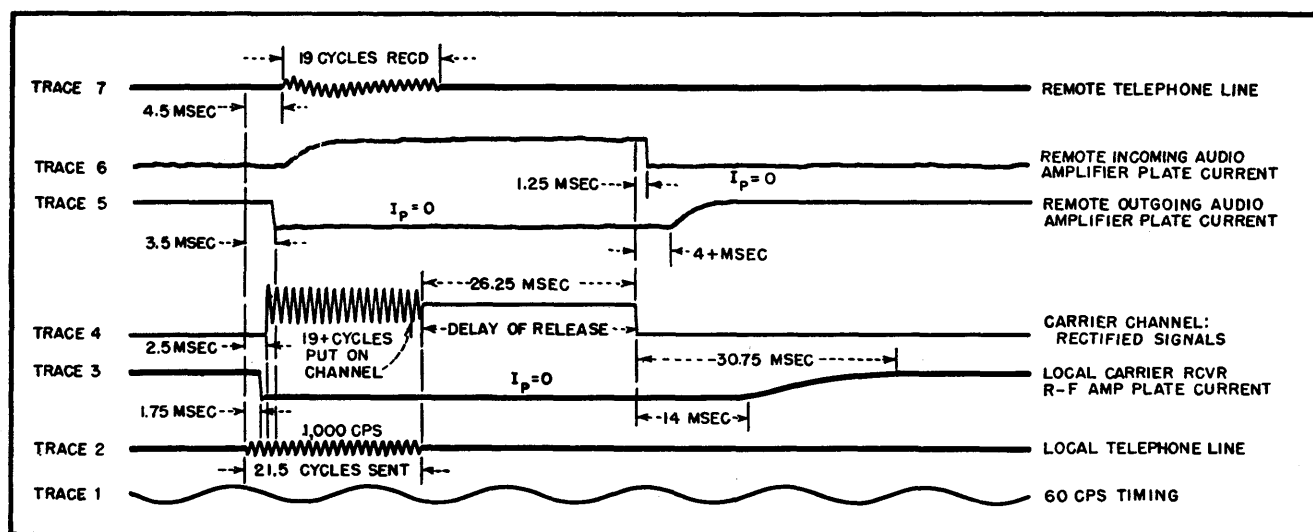 19 CYCLES RECD
TRACE 7
REMOTE TELEPHONE LINE
4.5 MSEC
TRACE 6
REMOTE INCOMING AUDIO
AMPLIFIER PLATE CURRENT
1.25 MSEC
Ip=0
TRACE 5
Ip=0
REMOTE OUTGOING AUDIO
AMPLIFIER PLATE CURRENT
3.5 MSEC
4+MSEC
26.25 MSEC
TRACE 4
DELAY OF RELEASE
CARRIER CHANNEL:
RECTIFIED SIGNALS
19+CYCLES
PUT ON
CHANNEL
2.5 MSEC
30.75 MSEC
TRACE 3
Ip=0
LOCAL CARRIER RCVR
R-F AMP PLATE CURRENT
1.75 MSEC
14 MSEC
1,000 CPS
TRACE 2
LOCAL TELEPHONE LINE
21.5 CYCLES SENT
TRACE 1
60 CPS TIMING